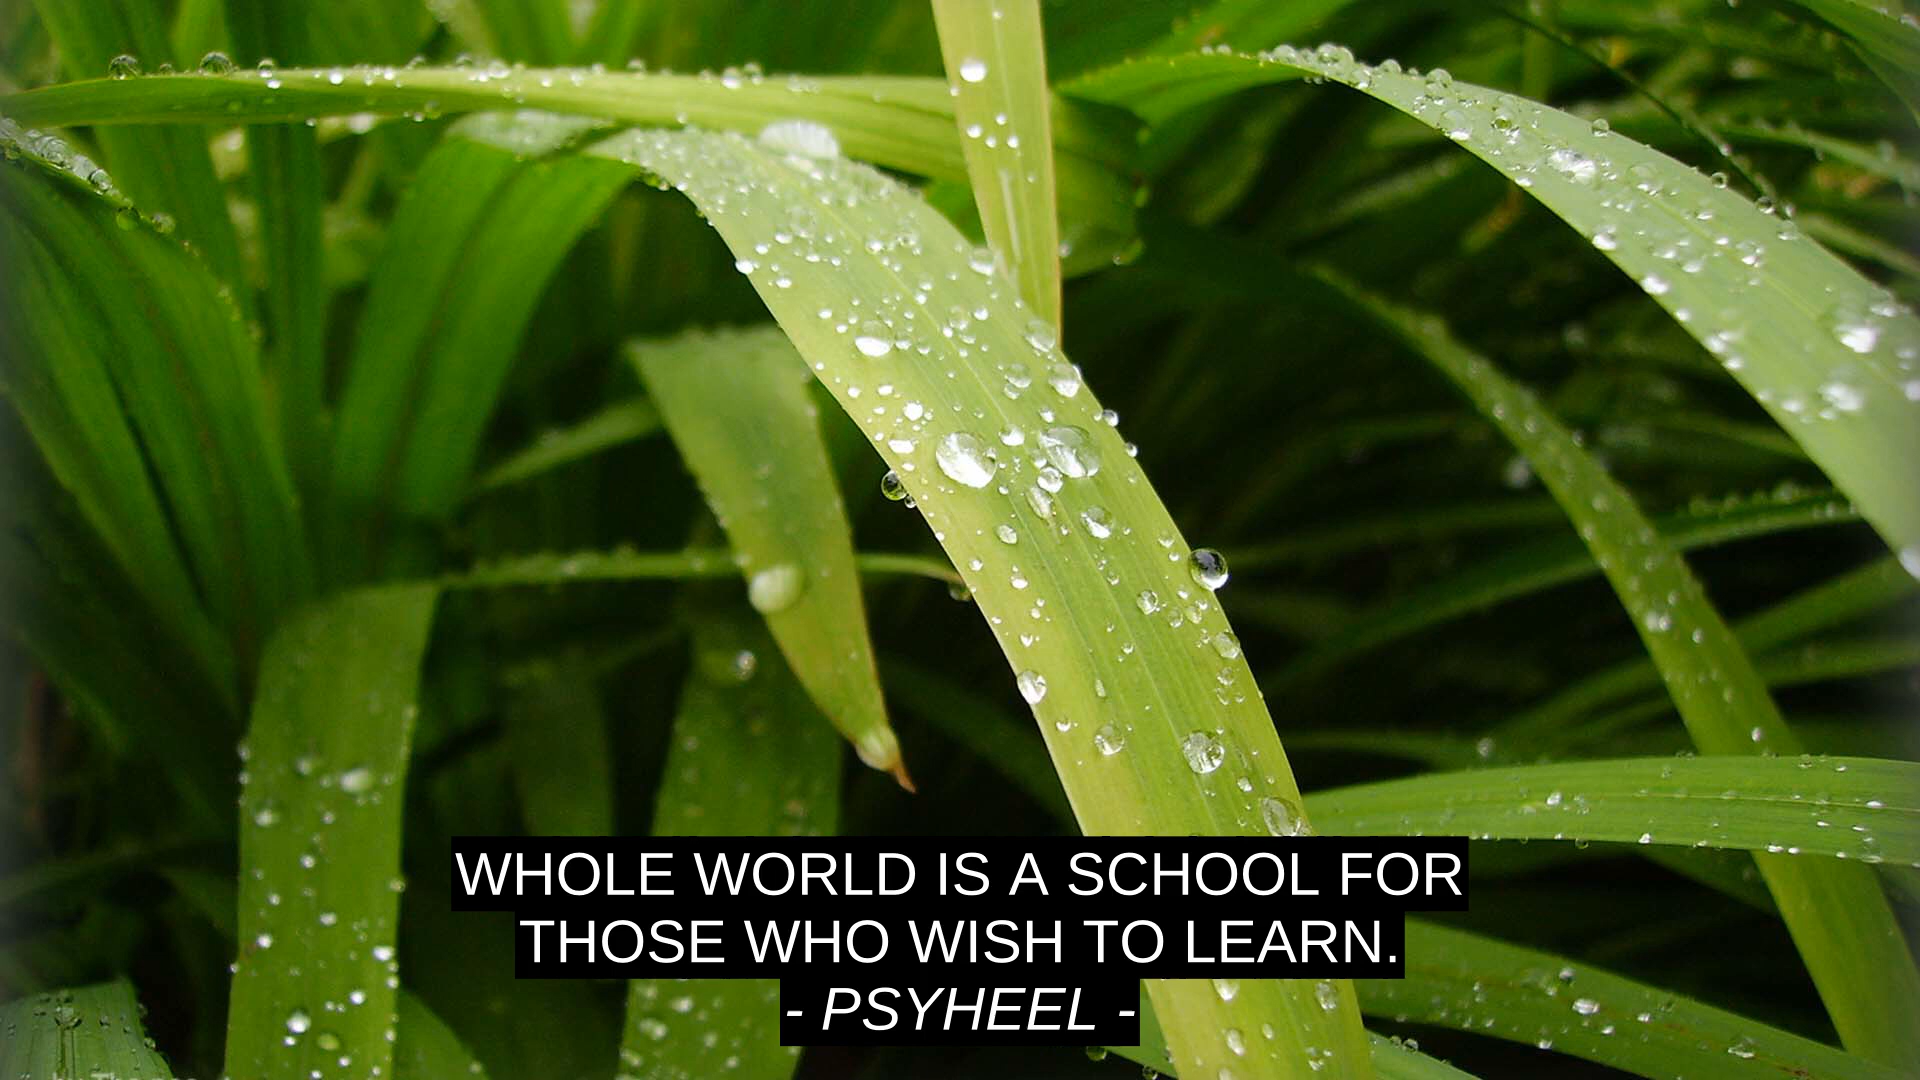 WHOLE WORLD IS A SCHOOL FOR
THOSE WHO WISH TO LEARN.
- PSYHEEL -